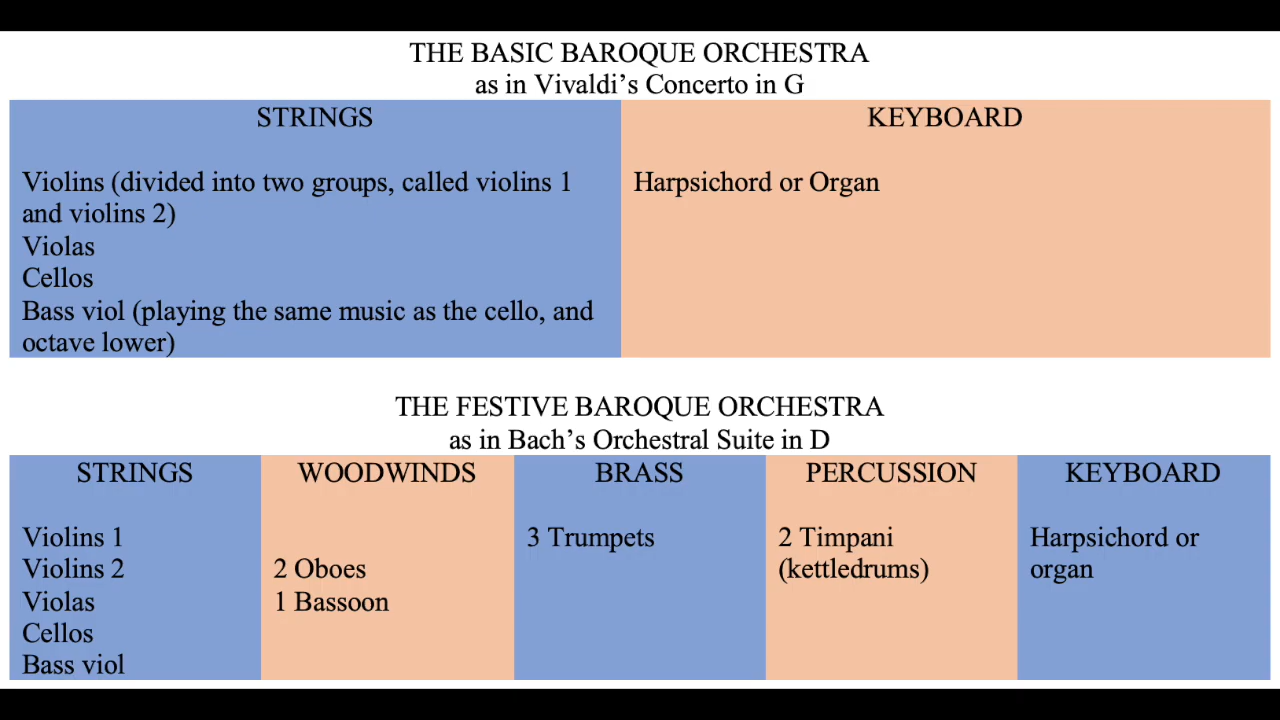 THE BASIC BAROQUE ORCHESTRA
as in Vivaldi’s Concerto in G
STRINGS
Violins (divided into two groups, called violins 1
and violins 2)
Violas
Cellos
Bass viol (playing the same music as the cello, and
octave lower)
KEYBOARD
Harpsichord or Organ
THE FESTIVE BAROQUE ORCHESTRA
as in Bach’s Orchestral Suite in D
STRINGS
Violins 1
Violins 2
Violas
Cellos
Bass viol
WOODWINDS
2 Oboes
1 Bassoon
BRASS
3 Trumpets
PERCUSSION
2 Timpani
(kettledrums)
KEYBOARD
Harpsichord or
organ